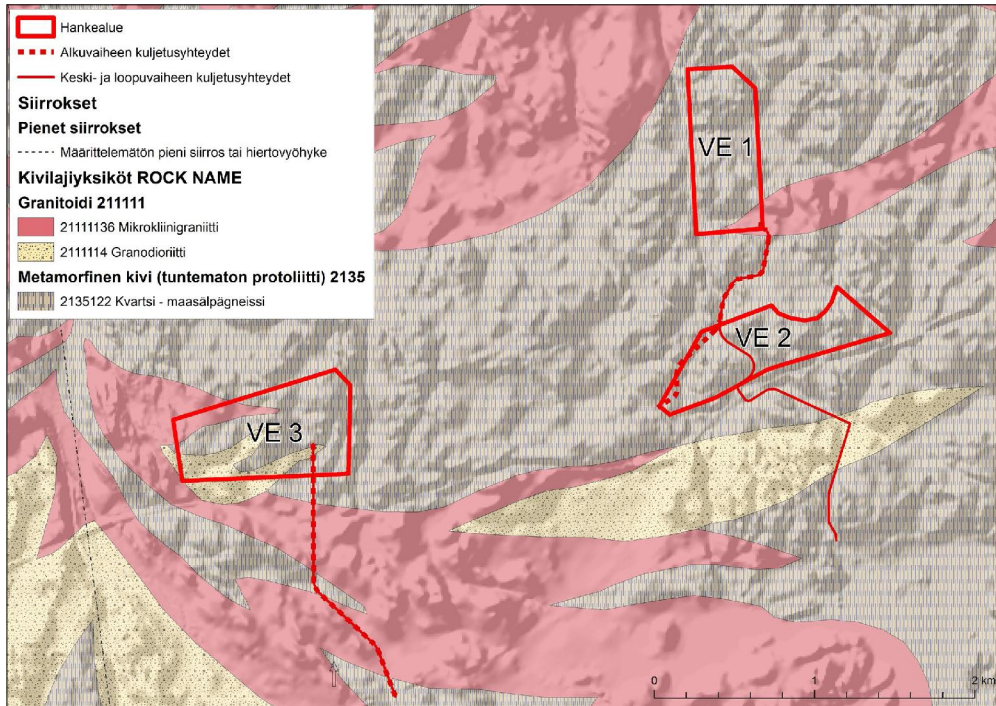 Hankealue
Alkuvaiheen kuljetusyhteydet
Keski- ja loopuvaiheen kuljetusyhteydet
Siirrokset
Pienet siirrokset
Määrittelemätön pieni siirros tai hiertovyöhyke
Kivilajiyksiköt ROCK NAME
Granitoidi 211111
21111136 Mikrokliinigraniitti
2111114 Granodioriitti
Metamorfinen kivi (tuntematon protoliitti) 2135
2135122 Kvartsi - maasälpägneissi
VE 1
VE 2
VE 3
0 1 2 km